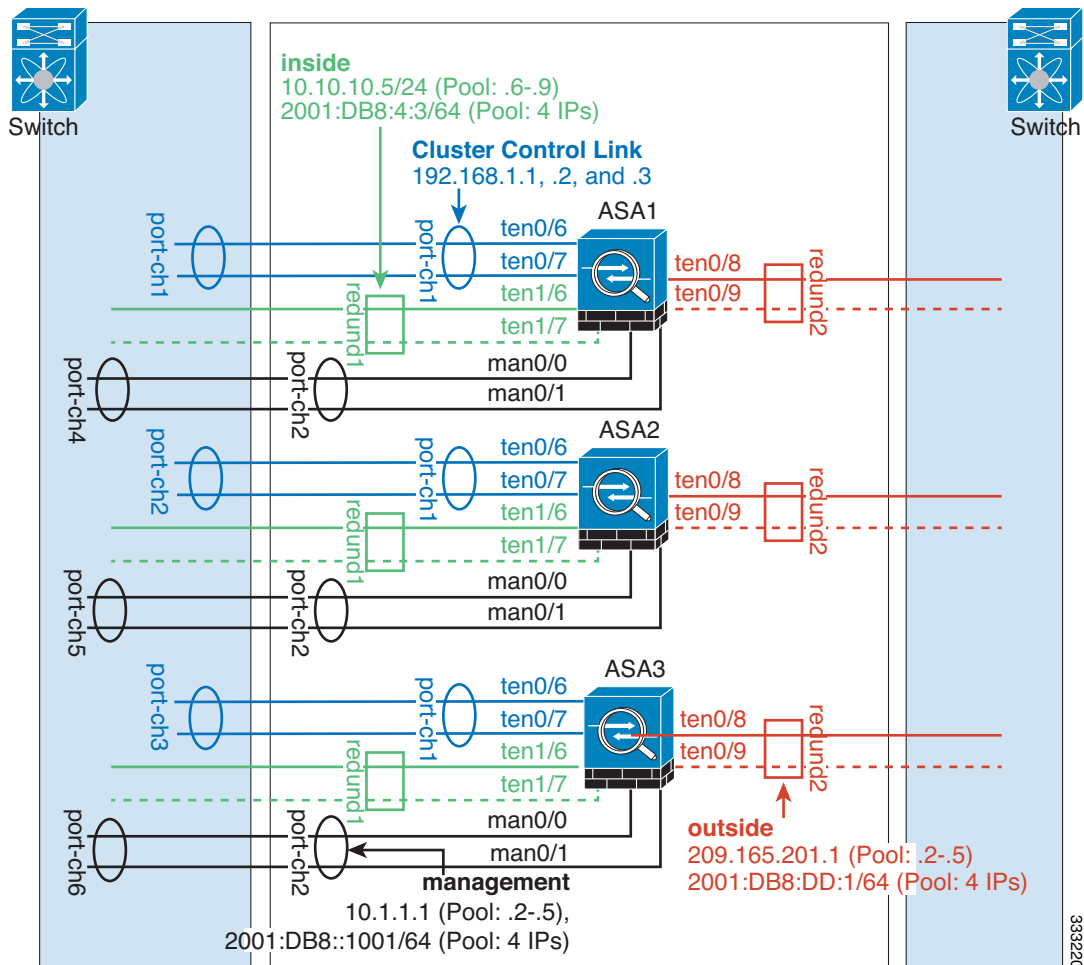 Switch
Switch
inside
10.10.10.5/24 (Pool: .6-.9)
2001:DB8:4:3/64 (Pool: 4 IPs)
Cluster Control Link
192.168.1.1, .2, and .3
ASA1
port-ch1
port-ch1
ten0/6
ten0/7
redund1
ten1/6
ten1/7
ten0/8
ten0/9
redund2
port-ch4
port-ch2
man0/0
man0/1
ASA2
port-ch2
port-ch1
ten0/6
ten0/7
redund1
ten1/6
ten1/7
ten0/8
ten0/9
redund2
port-ch5
port-ch2
man0/0
man0/1
ASA3
port-ch3
port-ch1
ten0/6
ten0/7
redund1
ten1/6
ten1/7
ten0/8
ten0/9
redund2
port-ch6
port-ch2
man0/0
man0/1
management
10.1.1.1 (Pool: .2-.5),
2001:DB8::1001/64 (Pool: 4 IPs)
outside
209.165.201.1 (Pool: .2-.5)
2001:DB8:DD:1/64 (Pool: 4 IPs)
333220